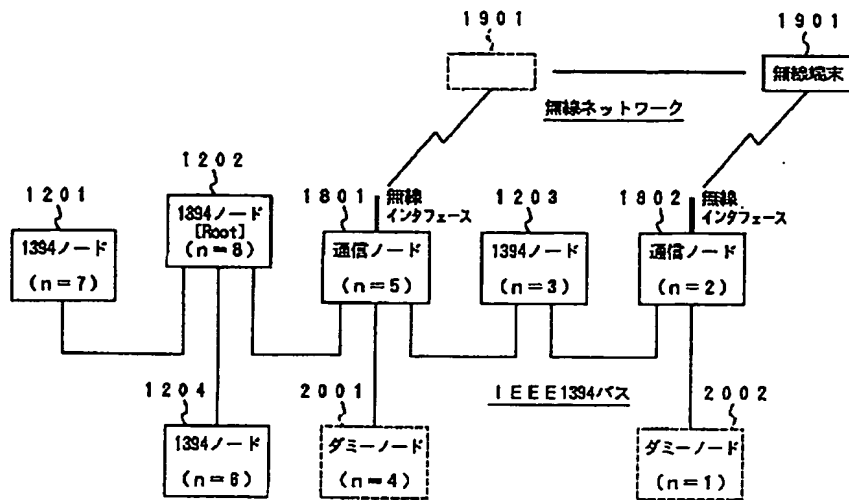 1901
1901
無線端末
無線ネットワーク
1202
1201
1801
無線
インタフェース
1203
1802
無線
インタフェース
1394ノード
[Root]
(n=8)
1394ノード
(n=7)
通信ノード
(n=5)
1394ノード
(n=3)
通信ノード
(n=2)
IEEE1394バス
1204
2001
2002
1394ノード
(n=6)
ダミーノード
(n=4)
ダミーノード
(n=1)